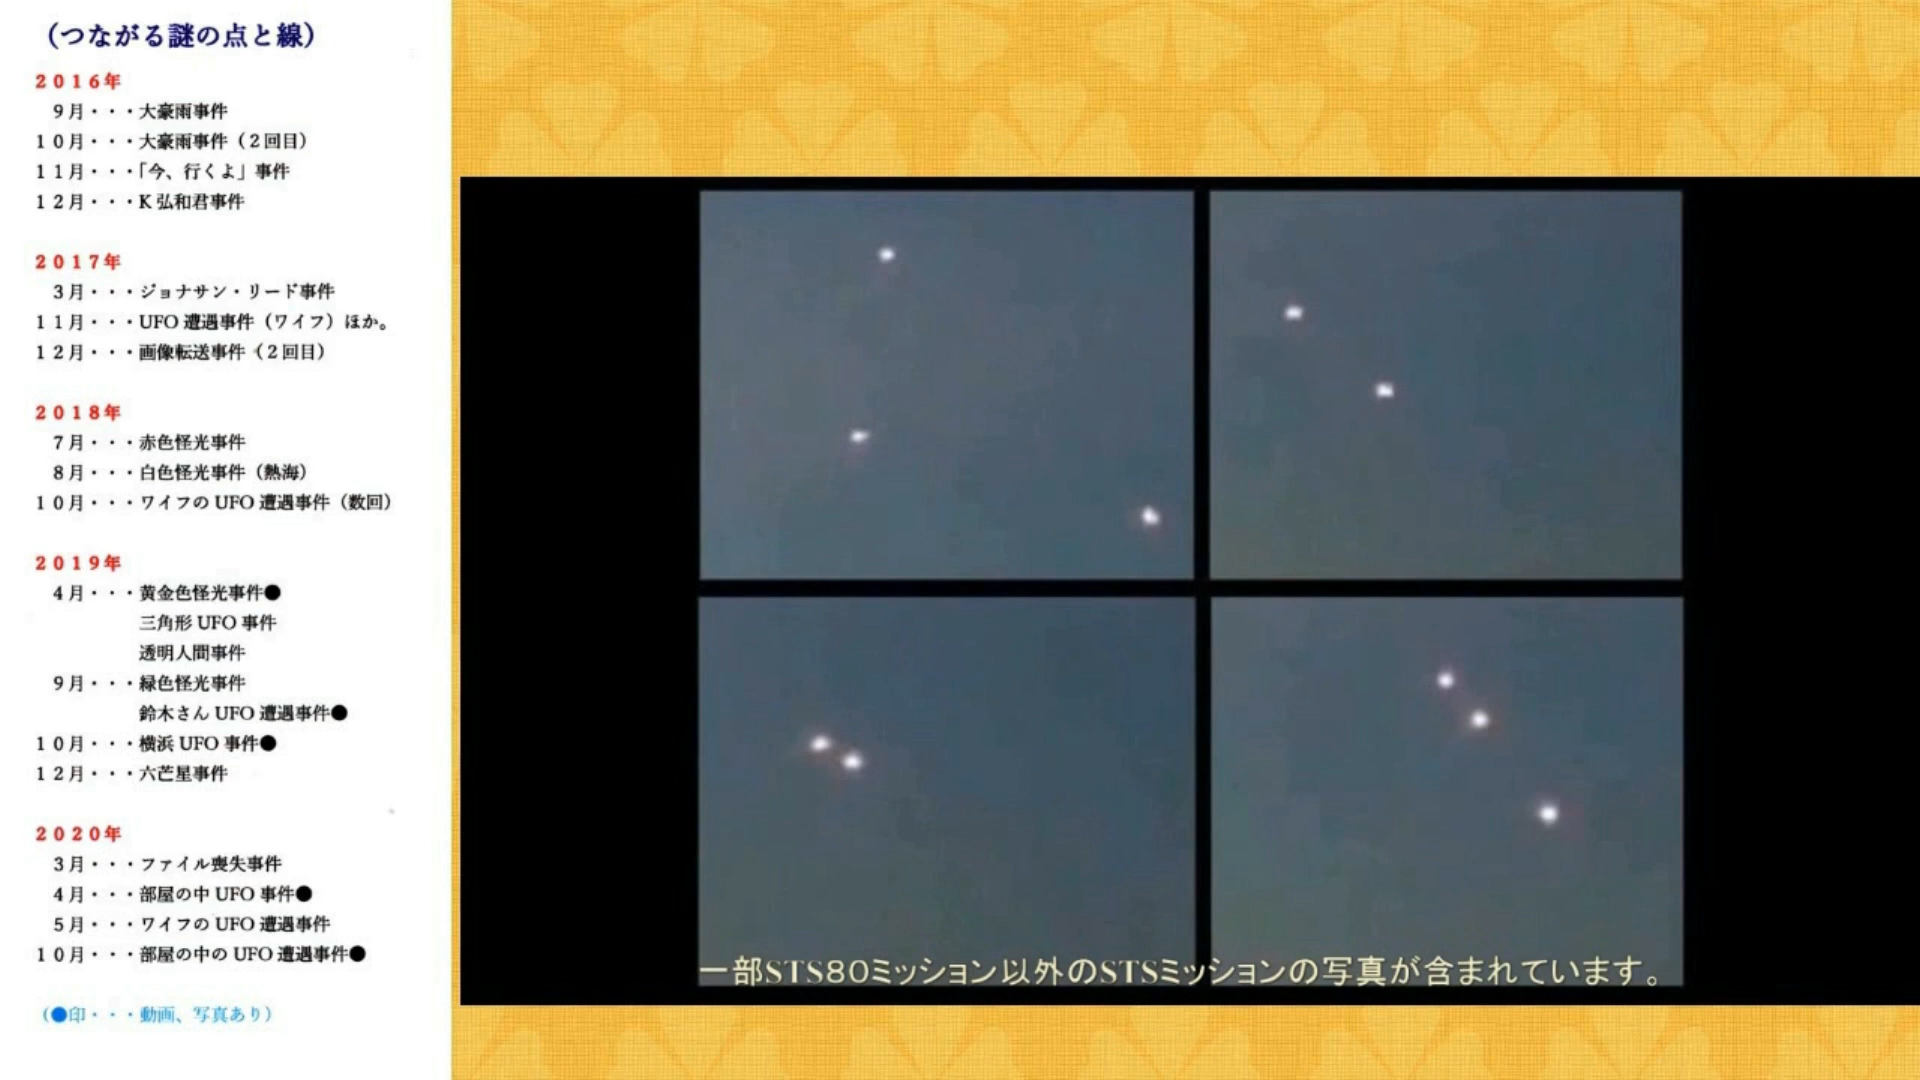 (つながる謎の点と線)
2016年
9月・・・大豪雨事件
10月・・・大豪雨事件(2回目)
11月・・・「今、行くよ」事件
12月・・・K弘和君事件
2017年
3月・・・ジョナサン・リード事件
11月・・・UFO遭遇事件(ワイフ)ほか。
12月・・・画像転送事件(2回目)
2018年
7月・・・赤色怪光事件
8月・・・白色怪光事件(熱海)
10月・・・ワイフのUFO遭遇事件(数回)
2019年
4月・・・黄金色怪光事件●
三角形UFO事件
透明人間事件
9月・・・緑色怪光事件
鈴木さんUFO遭遇事件●
10月・・・横浜UFO事件●
12月・・・六芒星事件
2020年
3月・・・ファイル喪失事件
4月・・・部屋の中UFO事件●
5月・・・ワイフのUFO遭遇事件
10月・・・部屋の中のUFO遭遇事件●
(●印・・・動画、写真あり)
一部STS80ミッション以外のSTSミッションの写真が含まれています。